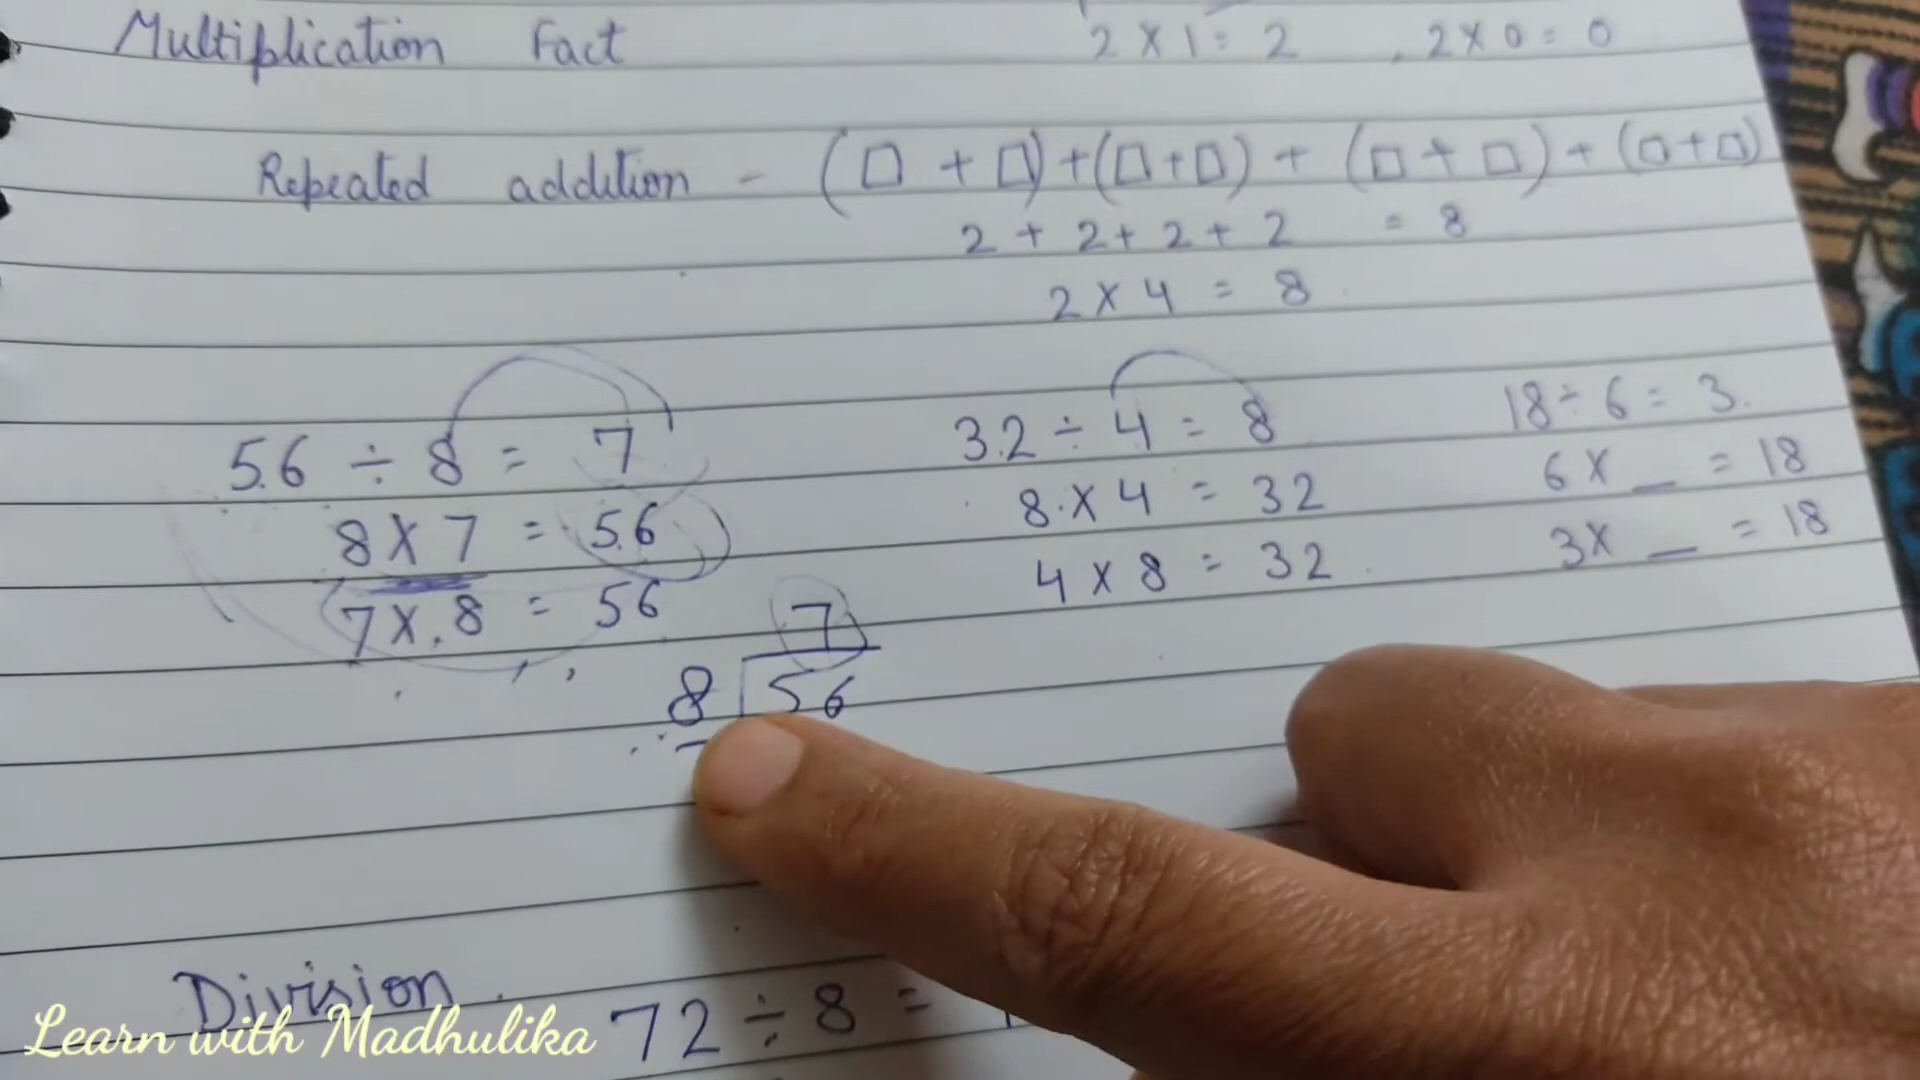 Multiplication Fact 2 X 1 = 2 , 2 X 0 = 0
Repeated addition - (□ + □) + (□ + □) + (□ + □) + (□ + □)
2 + 2 + 2 + 2 = 8
2 X 4 = 8
56 ÷ 8 = 7
8 X 7 = 56
7 X 8 = 56
32 ÷ 4 = 8
8 X 4 = 32
4 X 8 = 32
18 ÷ 6 = 3
6 X _ = 18
3 X _ = 18
7
8 56
Division
72 ÷ 8 =
Learn with Madhulika